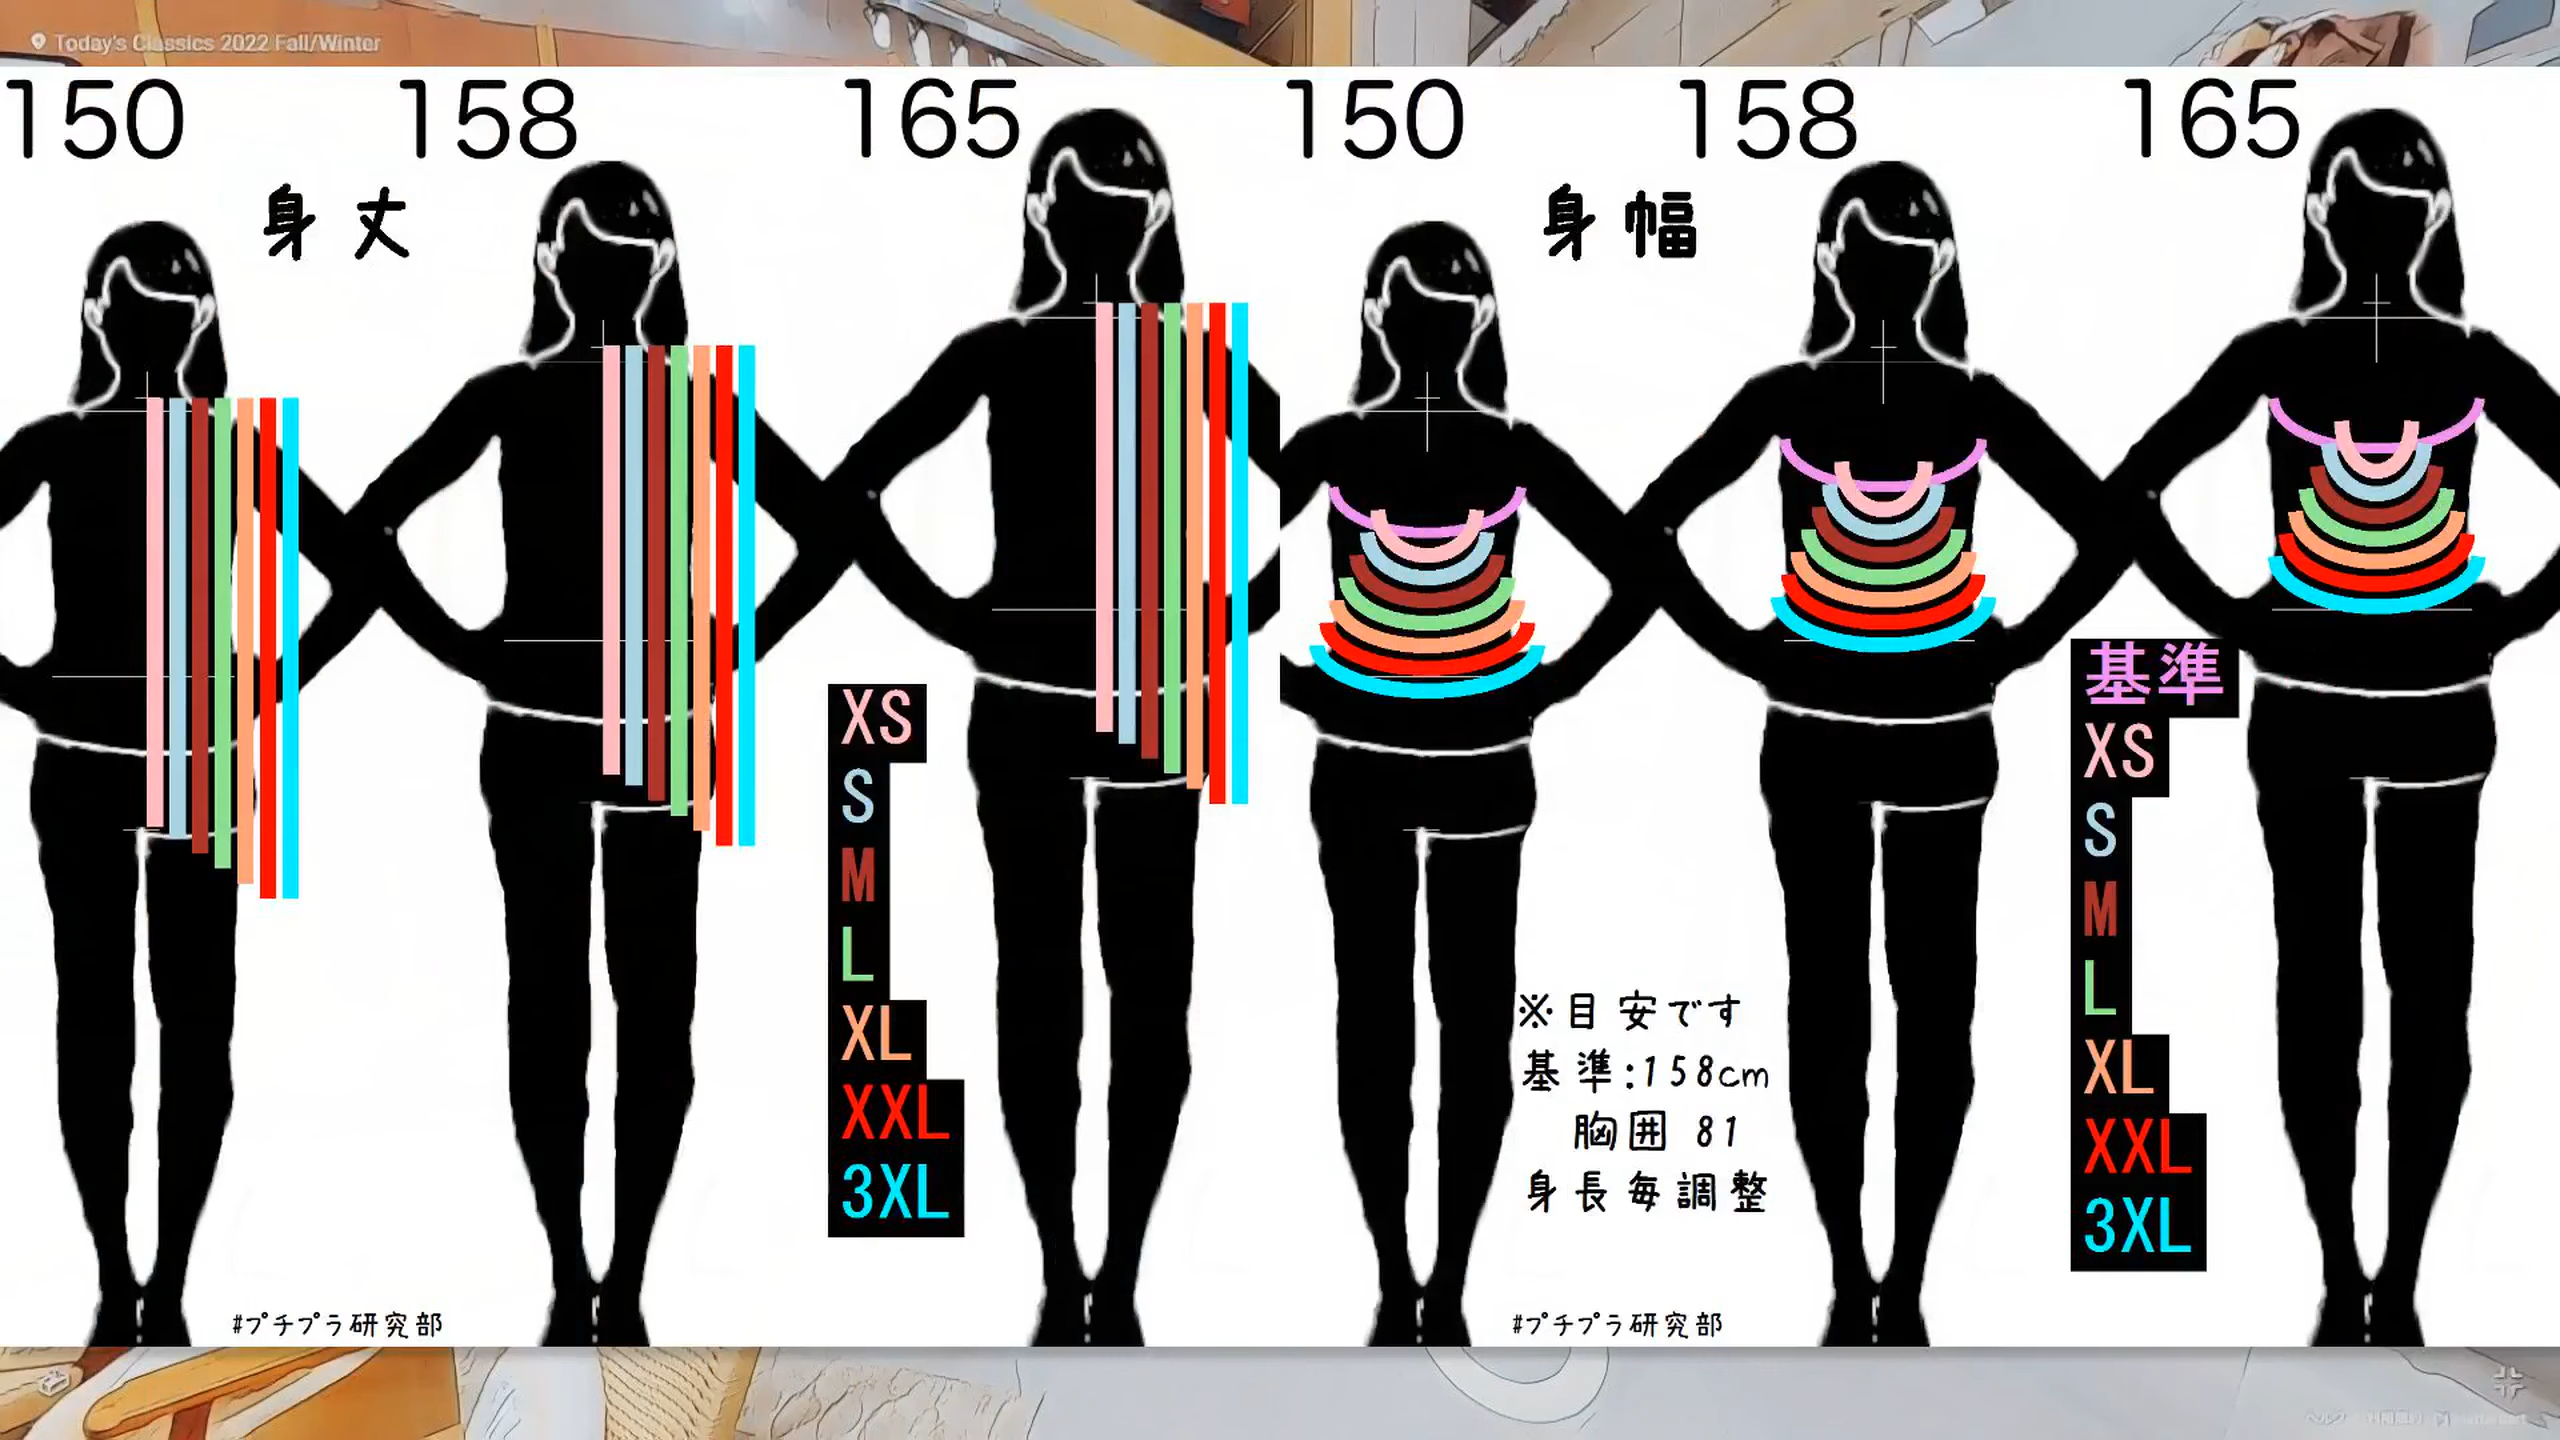 Today's Classics 2022 Fall/Winter
150
158
165
身丈
XS
S
M
L
XL
XXL
3XL
#プチプラ研究部
150
158
165
身幅
基準
XS
S
M
L
XL
XXL
3XL
※目安です
基準:158cm
胸囲 81
身長毎調整
#プチプラ研究部